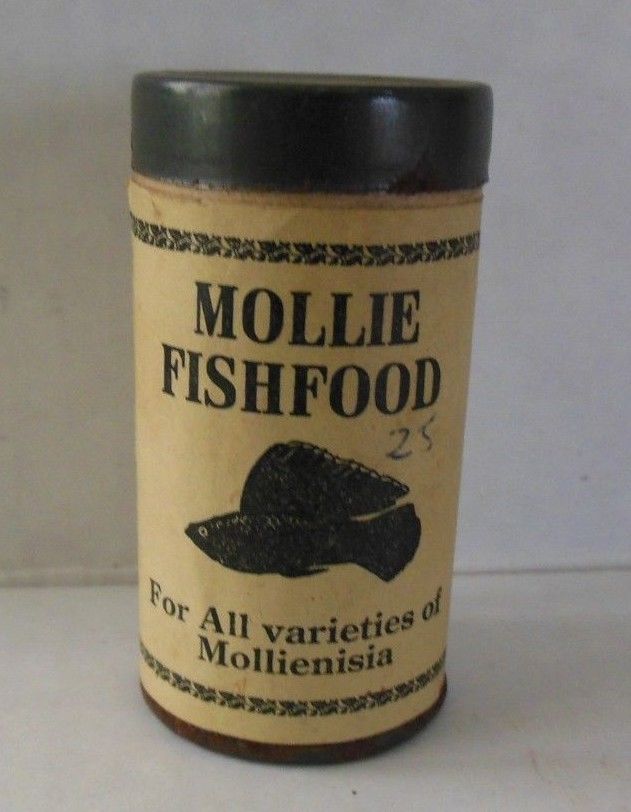 MOLLIE
FISHFOOD
25
For All varieties of
Mollienisia